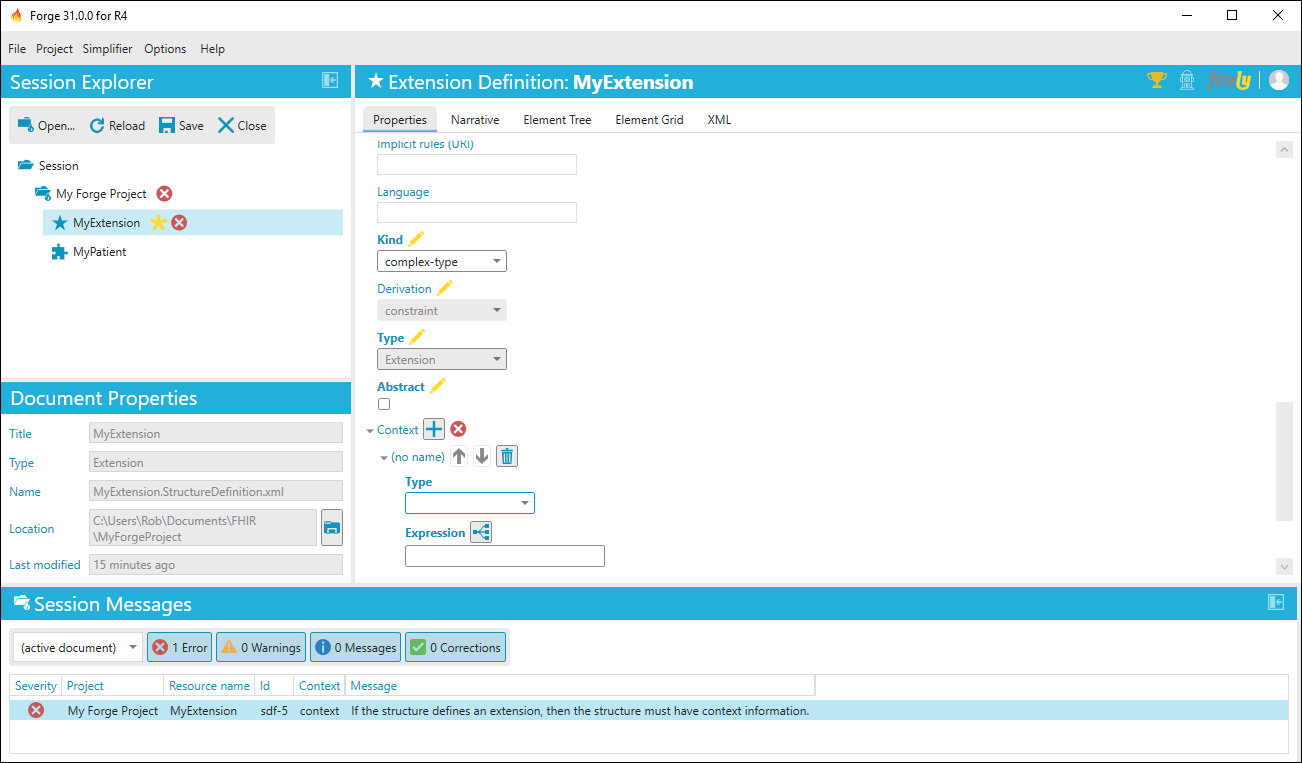 Forge 31.0.0 for R4
File Project Simplifier Options Help
Session Explorer
Open... Reload Save Close
Session
My Forge Project
MyExtension
MyPatient
Document Properties
Title MyExtension
Type Extension
Name MyExtension.StructureDefinition.xml
Location C:\Users\Rob\Documents\FHIR
\MyForgeProject
Last modified 15 minutes ago
Extension Definition: MyExtension
firely
Properties Narrative Element Tree Element Grid XML
Implicit rules (URI)
Language
Kind
complex-type
Derivation
constraint
Type
Extension
Abstract
Context
(no name)
Type
Expression
Session Messages
(active document) 1 Error 0 Warnings 0 Messages 0 Corrections
Severity Project Resource name Id Context Message
My Forge Project MyExtension sdf-5 context If the structure defines an extension, then the structure must have context information.